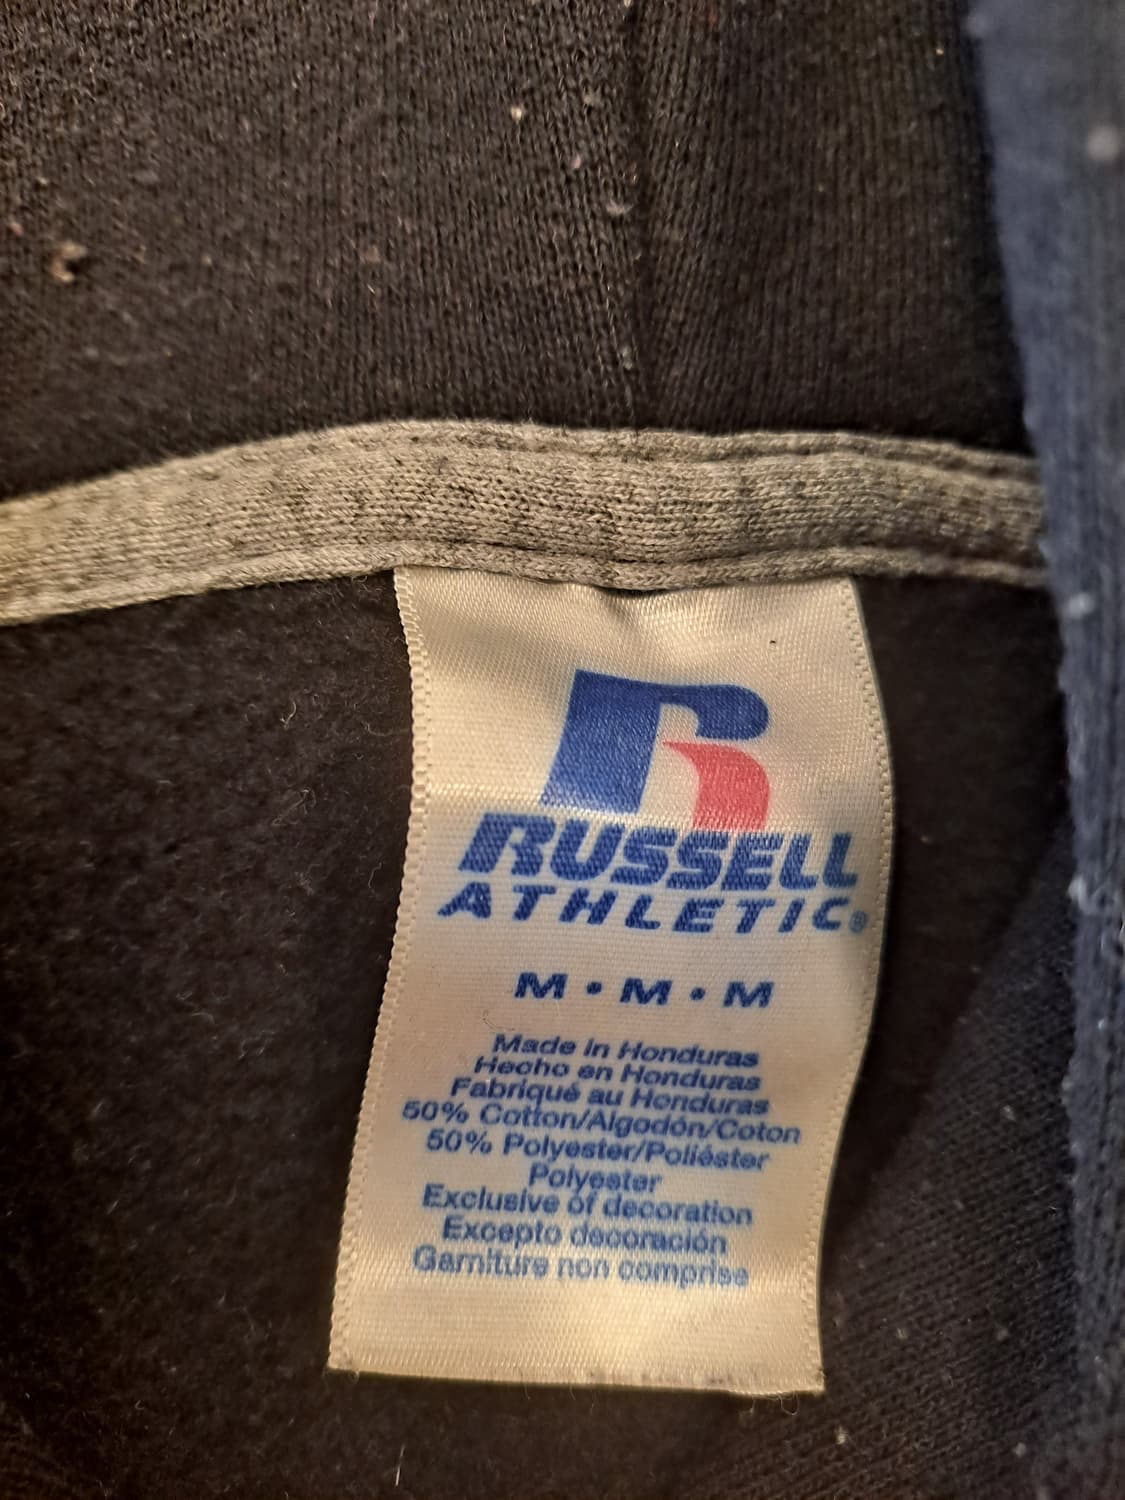 R
RUSSELL
ATHLETIC®
M • M • M
Made in Honduras
Hecho en Honduras
Fabriqué au Honduras
50% Cotton/Algodón/Coton
50% Polyester/Poliéster
Polyester
Exclusive of decoration
Excepto decoración
Garniture non comprise